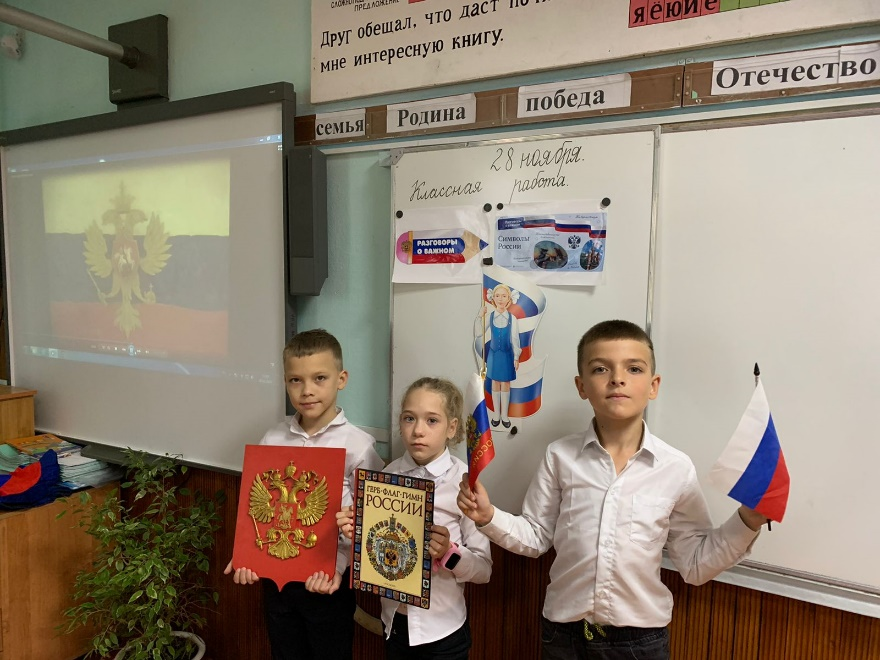 ПРЕДЛОЖЕНИЕ
Друг обещал, что даст
мне интересную книгу.
я е ю и е
семья Родина победа Отечество
28 ноября.
Классная работа.
РАЗГОВОРЫ
О ВАЖНОМ
Символы
России
ГЕРБ·ФЛАГ·ГИМН
РОССИИ